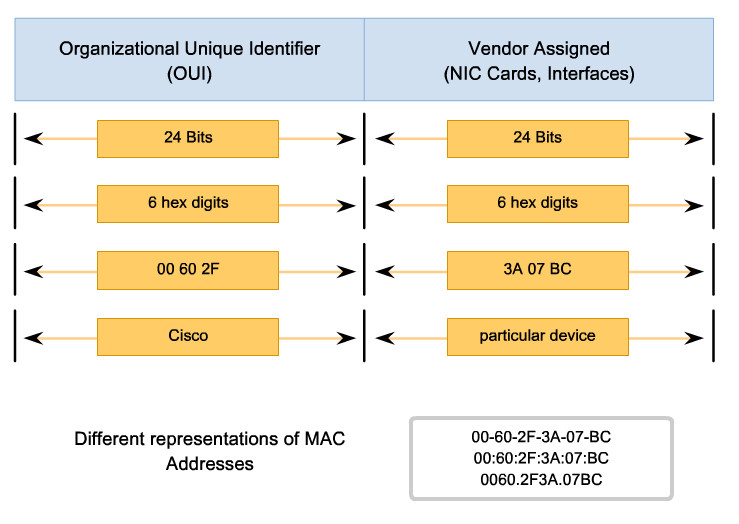 Organizational Unique Identifier
(OUI)
Vendor Assigned
(NIC Cards, Interfaces)
24 Bits
24 Bits
6 hex digits
6 hex digits
00 60 2F
3A 07 BC
Cisco
particular device
Different representations of MAC
Addresses
00-60-2F-3A-07-BC
00:60:2F:3A:07:BC
0060.2F3A.07BC